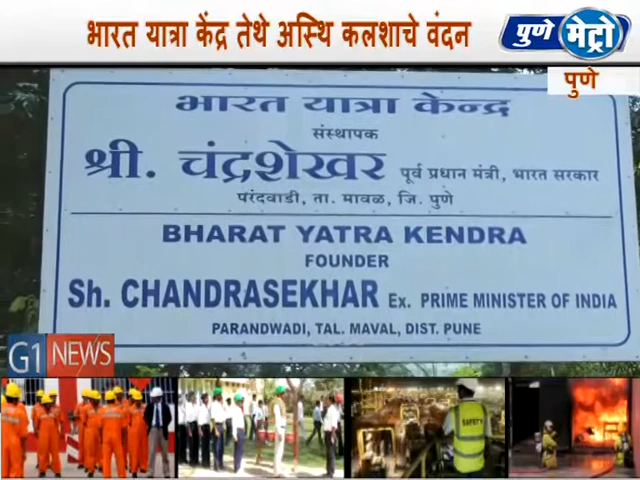 भारत यात्रा केंद्र तेथे अस्थि कलशाचे वंदन
पुणे मेट्रो
पुणे
भारत यात्रा केन्द्र
संस्थापक
श्री. चंद्रशेखर पूर्व प्रधान मंत्री, भारत सरकार
परंदवाडी, ता. मावळ, जि. पुणे
BHARAT YATRA KENDRA
FOUNDER
Sh. CHANDRASEKHAR Ex. PRIME MINISTER OF INDIA
PARANDWADI, TAL. MAVAL, DIST. PUNE
G1 NEWS
SAFETY